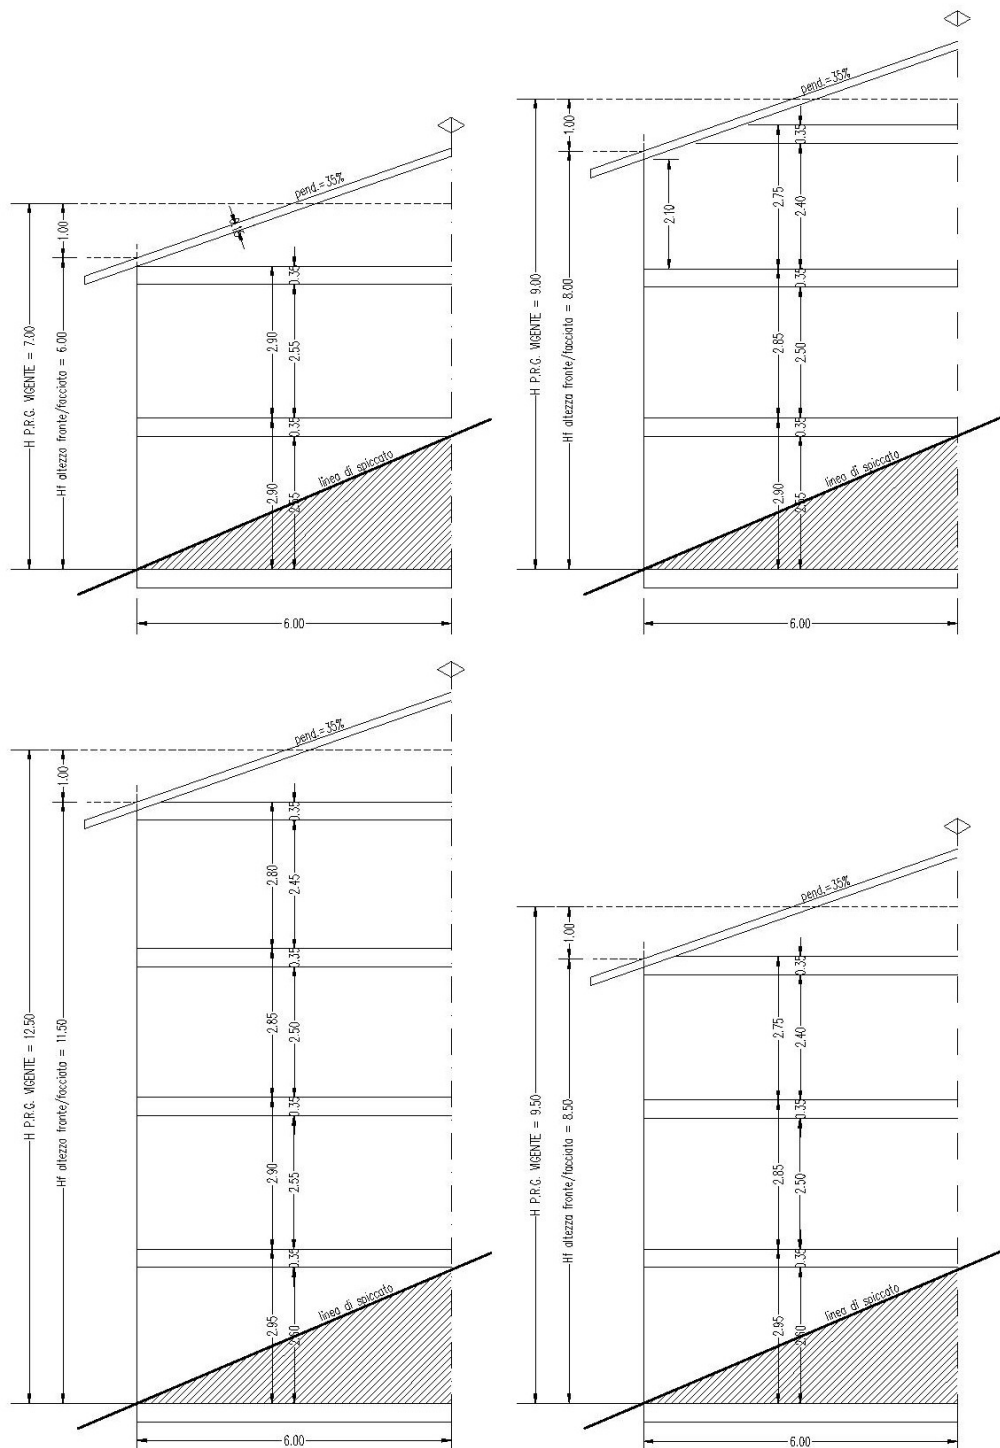 pend.=35%
1.00
0.15
0.35
2.90
2.55
H P.R.G. VIGENTE = 7.00
Hf altezza fronte/facciata = 6.00
0.35
linea di spiccato
2.90
2.55
6.00
pend.=35%
1.00
0.35
2.75
2.40
2.10
0.35
H P.R.G. VIGENTE = 9.00
Hf altezza fronte/facciata = 8.00
2.85
2.50
0.35
linea di spiccato
2.90
2.55
6.00
pend.=35%
1.00
0.35
2.80
2.45
0.35
2.85
2.50
H P.R.G. VIGENTE = 12.50
Hf altezza fronte/facciata = 11.50
0.35
2.90
2.55
0.35
linea di spiccato
2.95
2.60
6.00
pend.=35%
1.00
0.35
2.75
2.40
0.35
H P.R.G. VIGENTE = 9.50
Hf altezza fronte/facciata = 8.50
2.85
2.50
0.35
linea di spiccato
2.95
2.60
6.00